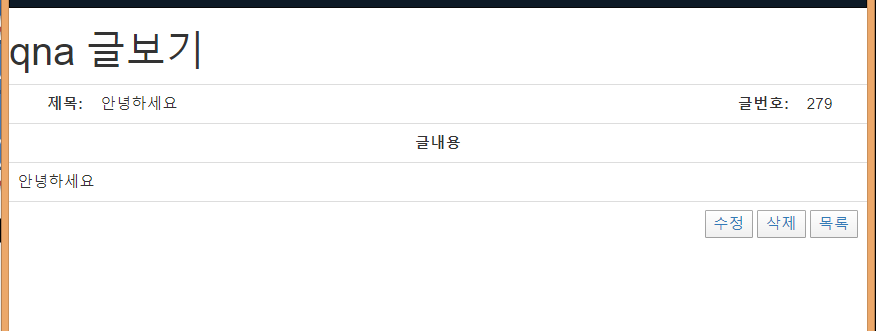 qna 글보기
제목: 안녕하세요 글번호: 279
글내용
안녕하세요
수정 삭제 목록